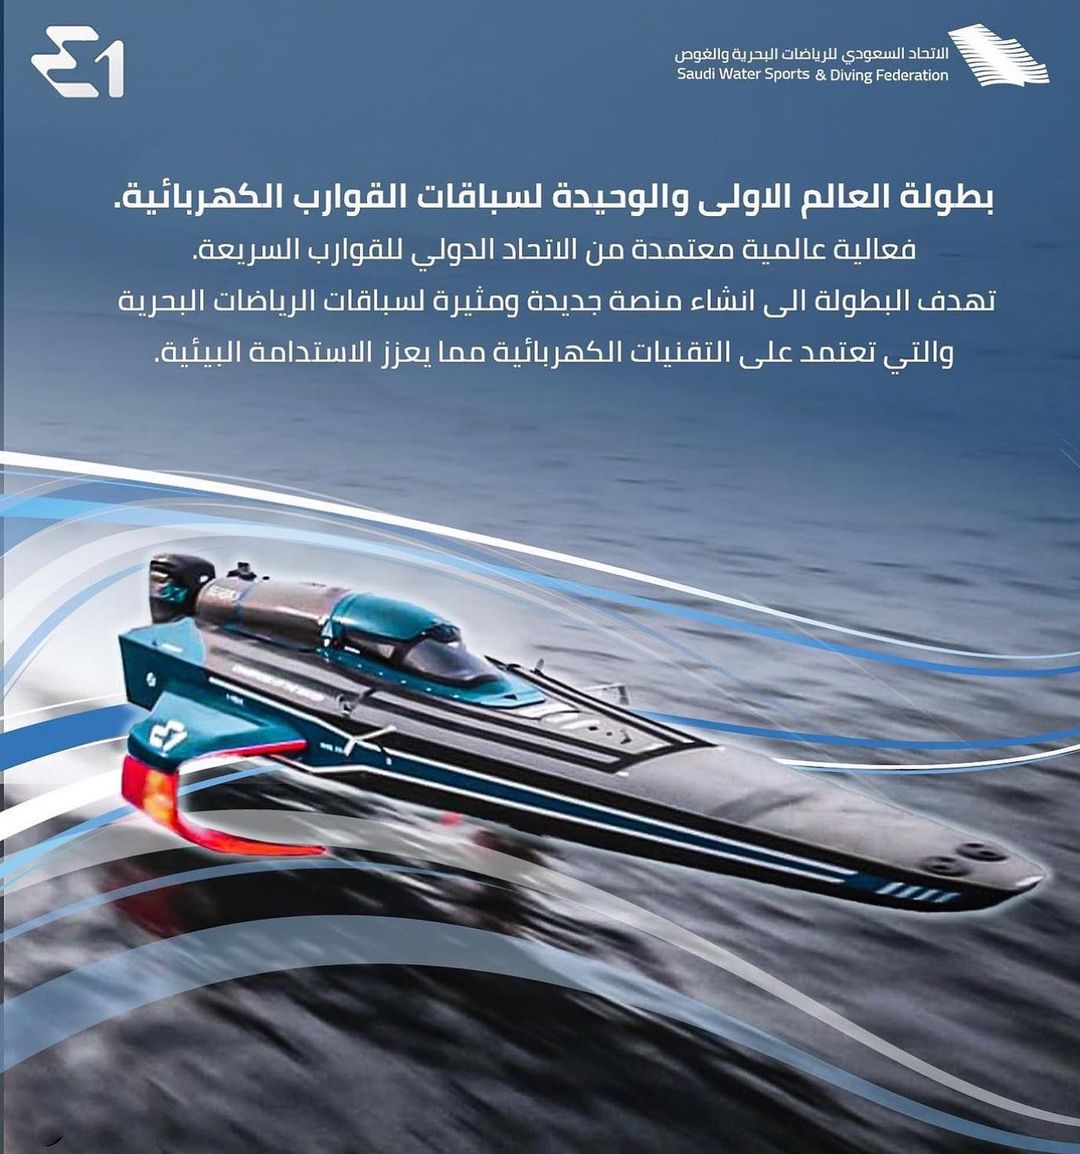 E1
الاتحاد السعودي للرياضات البحرية والغوص
Saudi Water Sports & Diving Federation
بطولة العالم الاولى والوحيدة لسباقات القوارب الكهربائية.
فعالية عالمية معتمدة من الاتحاد الدولي للقوارب السريعة.
تهدف البطولة الى انشاء منصة جديدة ومثيرة لسباقات الرياضات البحرية
والتي تعتمد على التقنيات الكهربائية مما يعزز الاستدامة البيئية.
E1